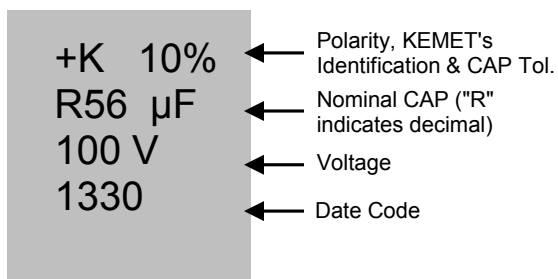 +K 10%
R56 µF
100 V
1330
Polarity, KEMET's
Identification & CAP Tol.
Nominal CAP ("R"
indicates decimal)
Voltage
Date Code